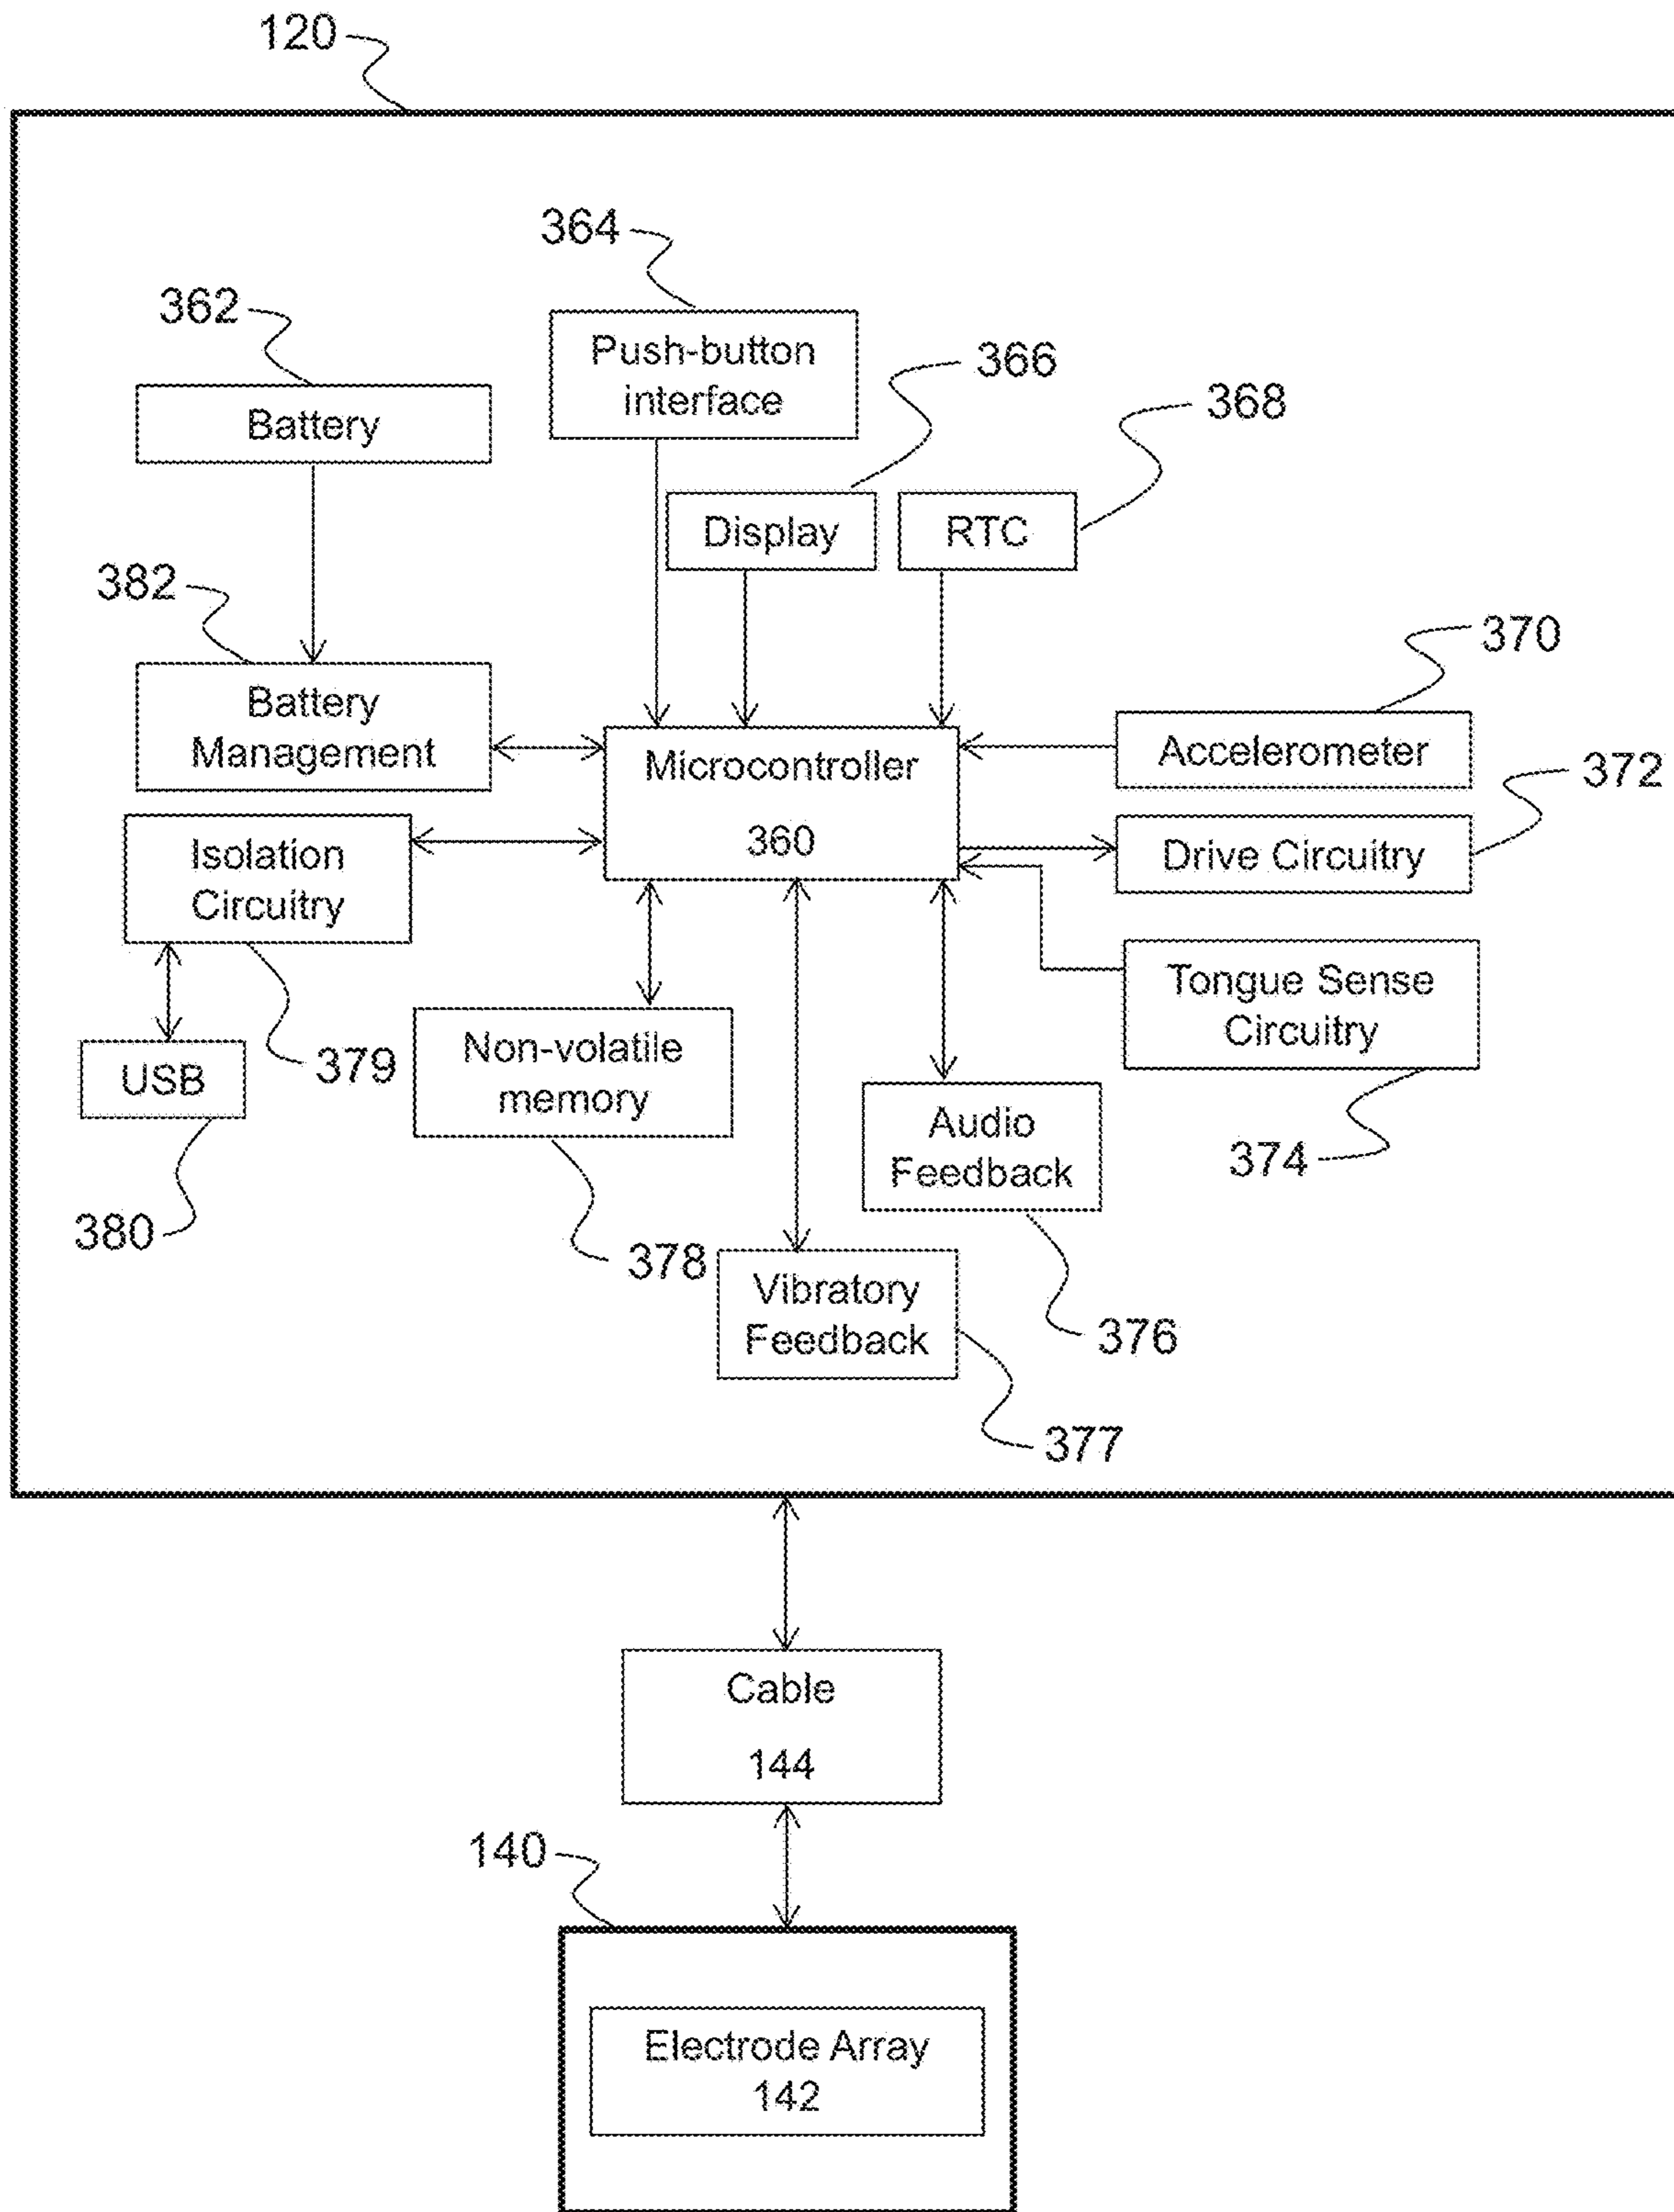 120
364
362
Push-button
interface
366
368
Battery
Display
RTC
382
370
Battery
Management
Microcontroller
360
Accelerometer
372
Isolation
Circuitry
Drive Circuitry
Tongue Sense
Circuitry
Non-volatile
memory
379
USB
Audio
Feedback
374
380
378
Vibratory
Feedback
376
377
Cable
144
140
Electrode Array
142